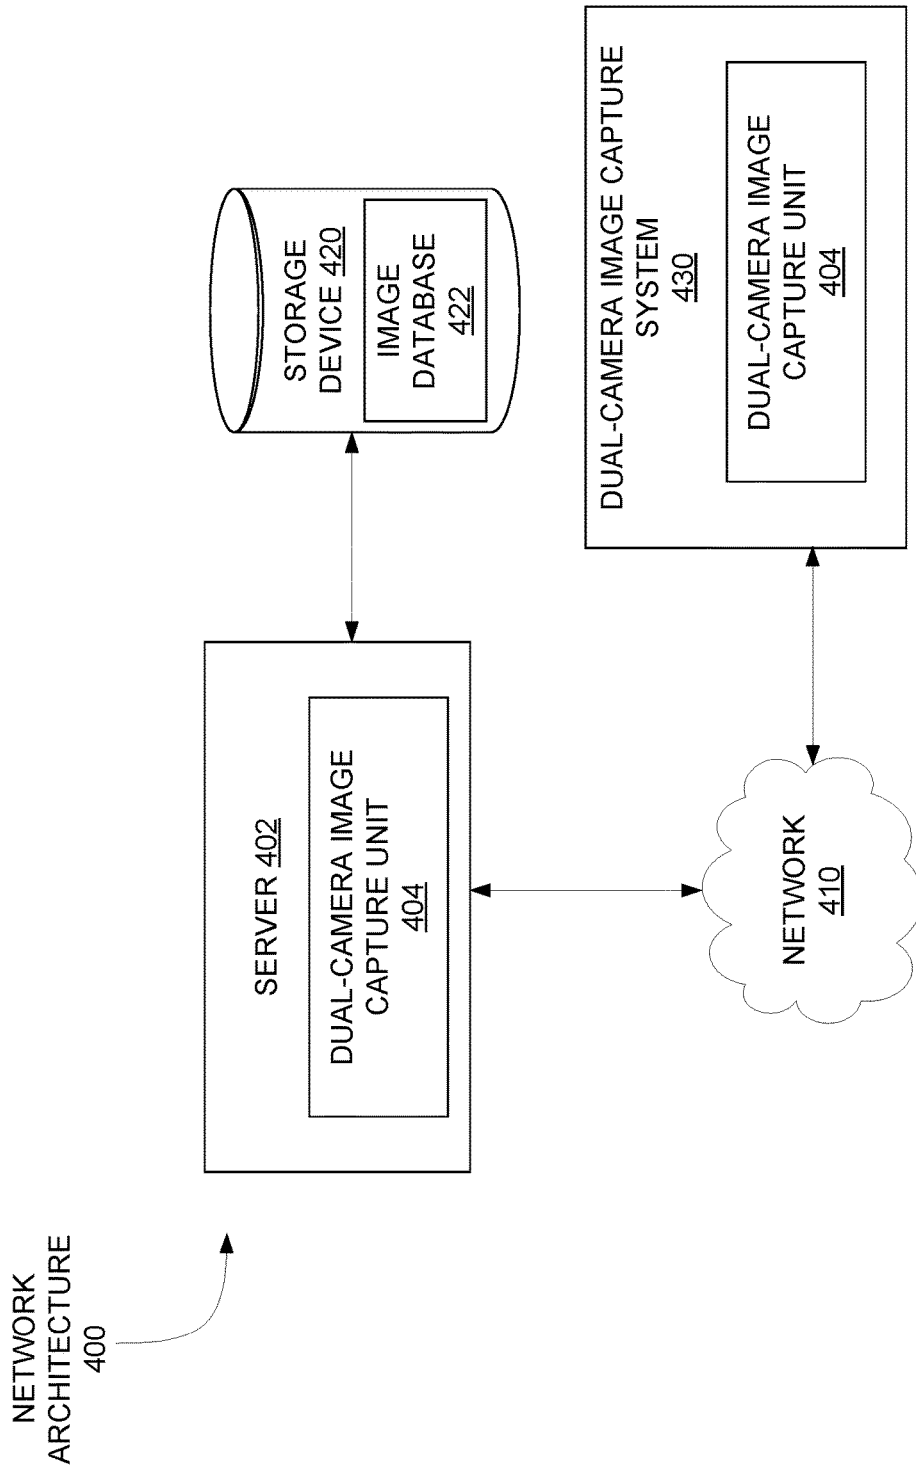 NETWORK
ARCHITECTURE
400
SERVER 402
DUAL-CAMERA IMAGE
CAPTURE UNIT
404
STORAGE
DEVICE 420
IMAGE
DATABASE
422
NETWORK
410
DUAL-CAMERA IMAGE CAPTURE
SYSTEM
430
DUAL-CAMERA IMAGE
CAPTURE UNIT
404